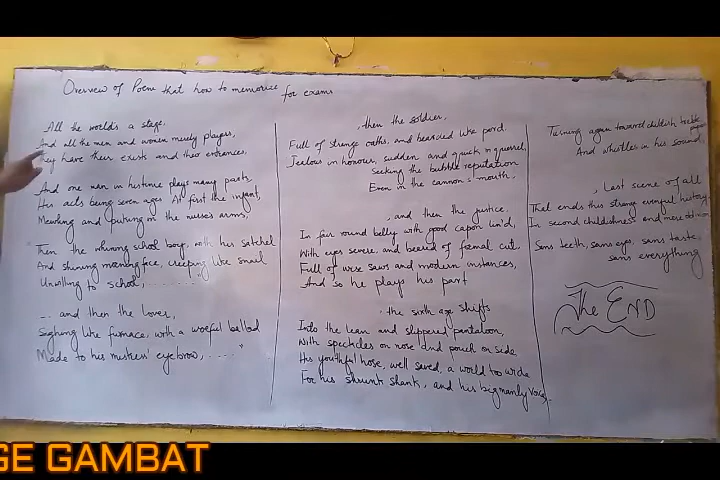 Overview of Poem that how to memorize for exams
All the world's a stage,
And all the men and women merely players,
They have their exists and their entrances,
And one man in his time plays many parts
His acts being seven ages At first the infant,
Mewling and puking in the nurse's arms,
Then the whining school boy, with his satchel
And shining morning face, creeping like snail
Unwilling to school, ..........
... and then the lover,
Sighing like furnace, with a woeful ballad
Made to his mistress' eyebrow, .....
, then the soldier,
Full of strange oaths, and bearded like pard.
Jealous in honour, sudden and quick n quarrel,
Seeking the bubble reputation
Even in the cannon's mouth,
, and then the justice,
In fair round belly with good capon lin'd,
With eyes severe, and beard of formal cut
Full of wise saws and modern instances,
And so he plays his part
, the sixth age shifts
Into the lean and slippered pantaloon,
With spectacles on nose and pouch on side
His youthful hose, well saved, a world too wide
For his shrunk shank, and his big manly voice,
Turning again toward childish treble pipes
And whistles in his sound,
, Last scene of all
That ends this strange eventful history
In second childishness and mere oblivion
Sans teeth, sans eyes sans taste,
sans everything
The END
GE GAMBAT